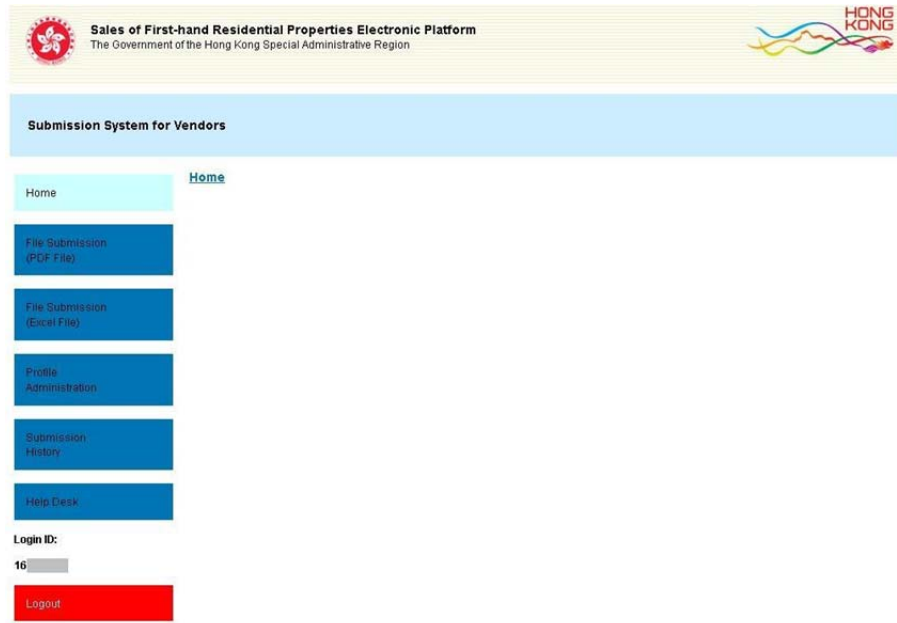 Sales of First-hand Residential Properties Electronic Platform
The Government of the Hong Kong Special Administrative Region
HONG
KONG
Submission System for Vendors
Home
Home
File Submission
(PDF File)
File Submission
(Excel File)
Profile
Administration
Submission
History
Help Desk
Login ID:
16
Logout